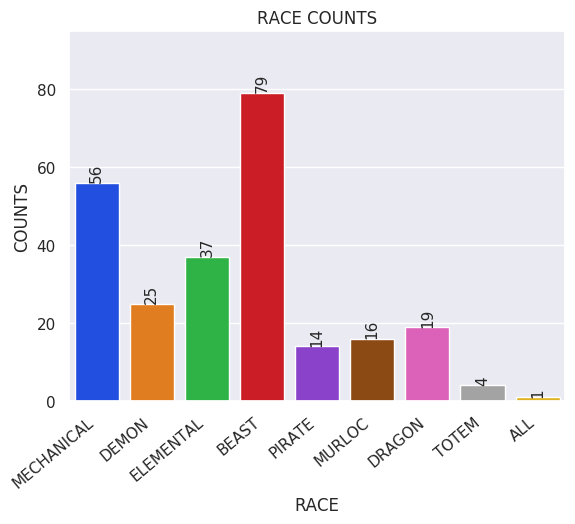 RACE COUNTS
COUNTS
80
60
40
20
0
56
25
37
79
14
16
19
4
1
MECHANICAL
DEMON
ELEMENTAL
BEAST
PIRATE
MURLOC
DRAGON
TOTEM
ALL
RACE